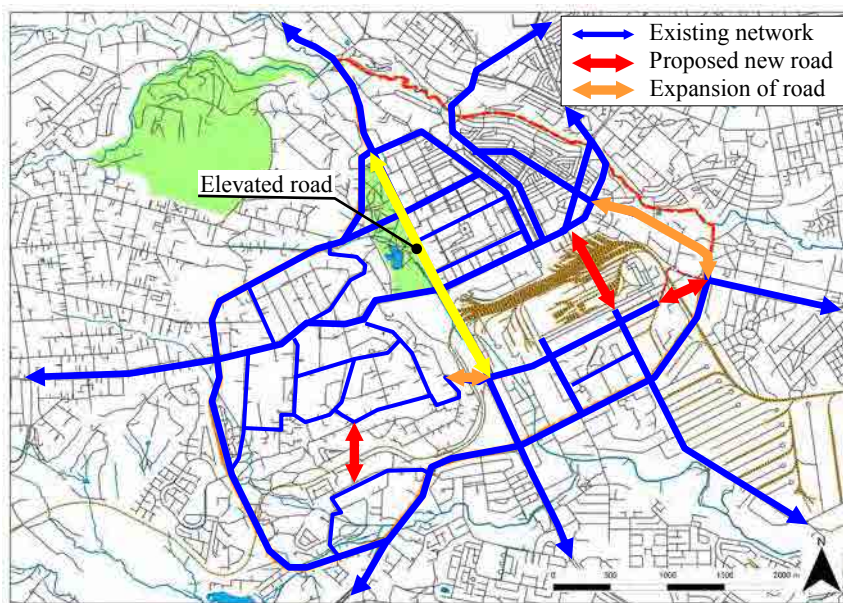 Existing network
Proposed new road
Expansion of road
Elevated road
N
0 500 1000 1500 2000 m